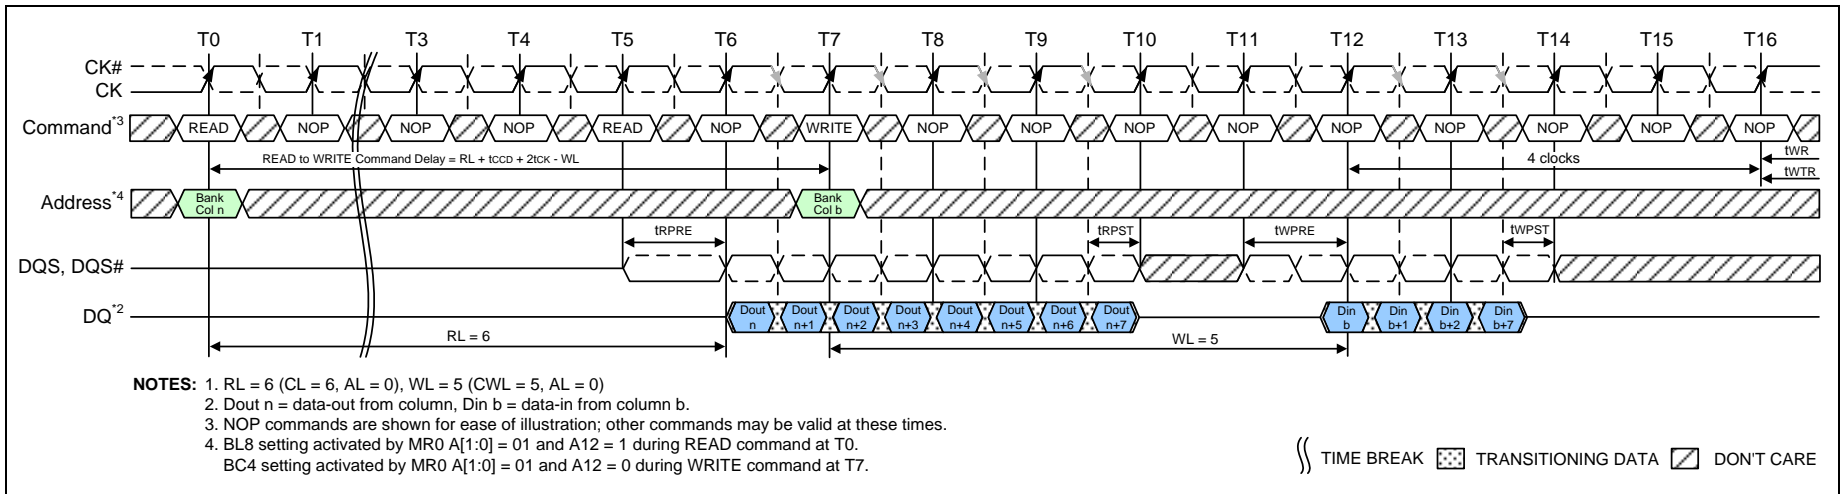 T0 T1 T3 T4 T5 T6 T7 T8 T9 T10 T11 T12 T13 T14 T15 T16
CK#
CK
Command*3 READ NOP NOP NOP READ NOP WRITE NOP NOP NOP NOP NOP NOP NOP NOP NOP
READ to WRITE Command Delay = RL + tCCD + 2tCK - WL
4 clocks
tWR
tWTR
Address*4
Bank Col n
Bank Col b
tRPRE tRPST tWPRE tWPST
DQS, DQS#
DQ*2
Dout n
Dout n+1
Dout n+2
Dout n+3
Dout n+4
Dout n+5
Dout n+6
Dout n+7
Din b
Din b+1
Din b+2
Din b+7
RL = 6
WL = 5
NOTES: 1. RL = 6 (CL = 6, AL = 0), WL = 5 (CWL = 5, AL = 0)
2. Dout n = data-out from column, Din b = data-in from column b.
3. NOP commands are shown for ease of illustration; other commands may be valid at these times.
4. BL8 setting activated by MR0 A[1:0] = 01 and A12 = 1 during READ command at T0.
BC4 setting activated by MR0 A[1:0] = 01 and A12 = 0 during WRITE command at T7.
TIME BREAK TRANSITIONING DATA DON'T CARE